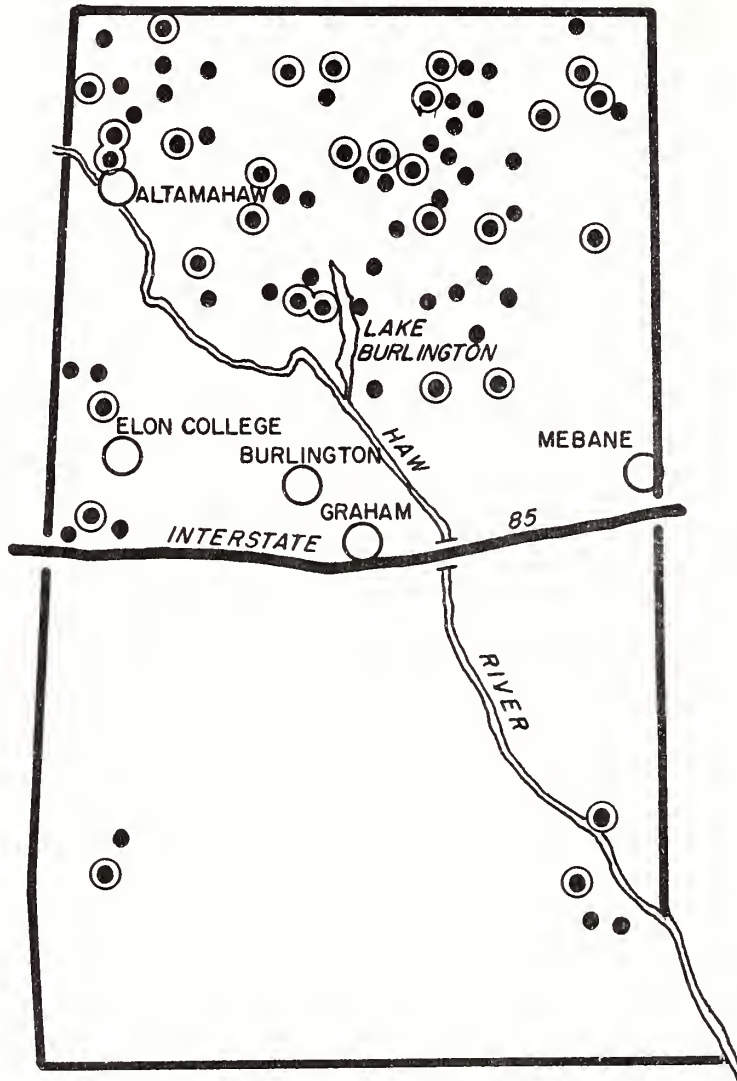 ALTAMAHAW
LAKE
BURLINGTON
ELON COLLEGE
BURLINGTON
HAW
MEBANE
GRAHAM
85
INTERSTATE
RIVER